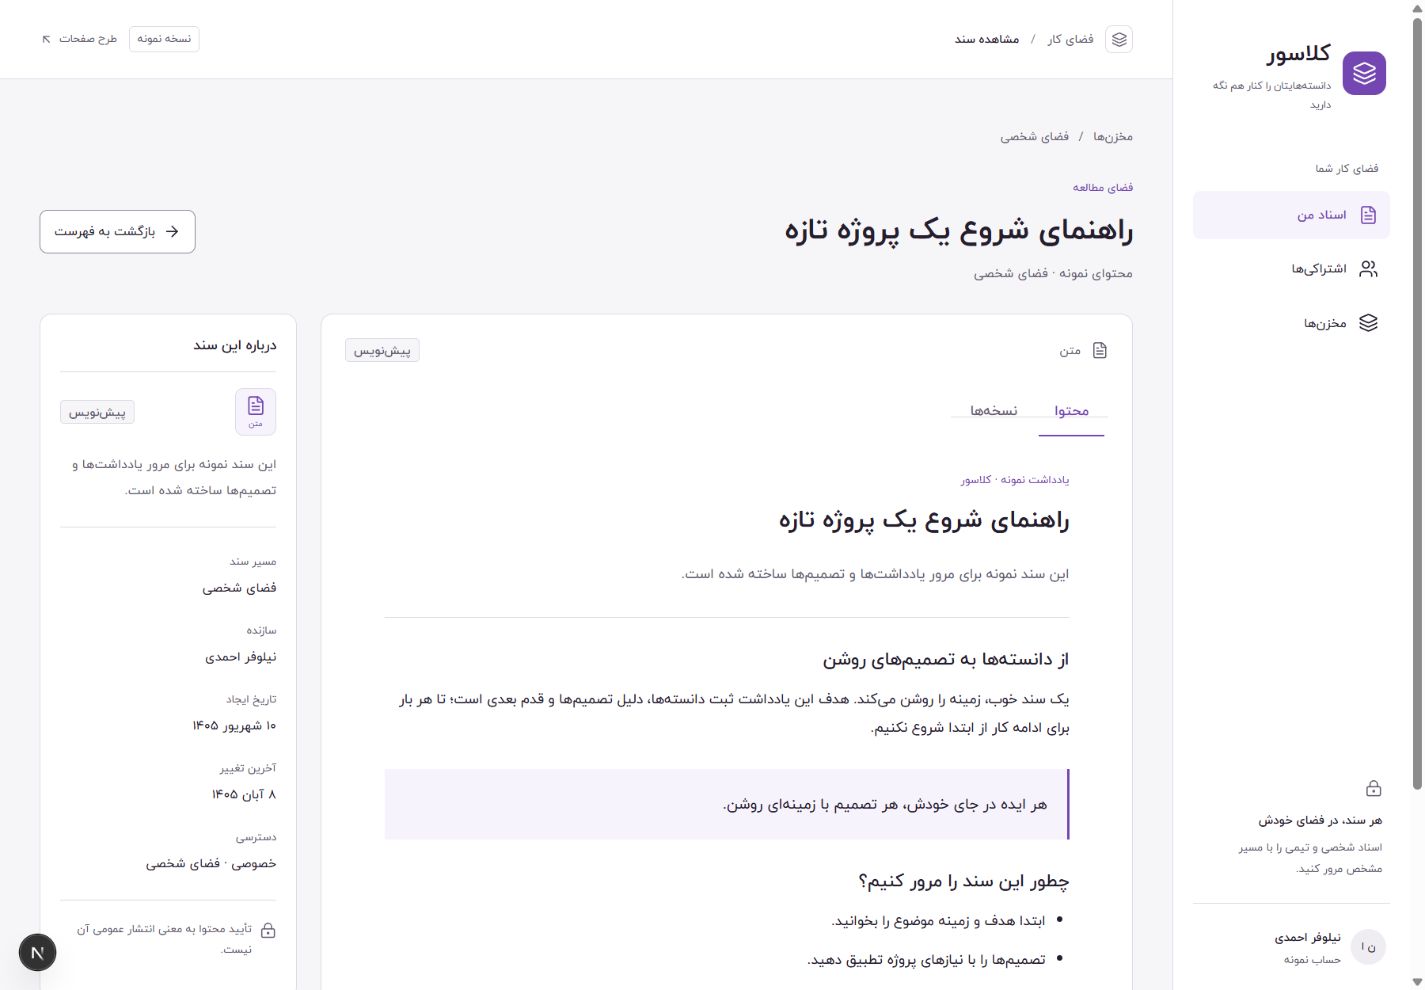 کلاسور
دانسته‌هایتان را کنار هم نگه
دارید
فضای کار شما
اسناد من
اشتراکی‌ها
مخزن‌ها
هر سند، در فضای خودش
اسناد شخصی و تیمی را با مسیر
مشخص مرور کنید.
ن ا
نیلوفر احمدی
حساب نمونه
فضای کار / مشاهده سند
نسخه نمونه
طرح صفحات
مخزن‌ها / فضای شخصی
فضای مطالعه
راهنمای شروع یک پروژه تازه
محتوای نمونه · فضای شخصی
بازگشت به فهرست
متن
پیش‌نویس
محتوا
نسخه‌ها
یادداشت نمونه · کلاسور
راهنمای شروع یک پروژه تازه
این سند نمونه برای مرور یادداشت‌ها و تصمیم‌ها ساخته شده است.
از دانسته‌ها به تصمیم‌های روشن
یک سند خوب، زمینه را روشن می‌کند. هدف این یادداشت ثبت دانسته‌ها، دلیل تصمیم‌ها و قدم بعدی است؛ تا هر بار
برای ادامه کار از ابتدا شروع نکنیم.
هر ایده در جای خودش، هر تصمیم با زمینه‌ای روشن.
چطور این سند را مرور کنیم؟
ابتدا هدف و زمینه موضوع را بخوانید.
تصمیم‌ها را با نیازهای پروژه تطبیق دهید.
درباره این سند
متن
پیش‌نویس
این سند نمونه برای مرور یادداشت‌ها و
تصمیم‌ها ساخته شده است.
مسیر سند
فضای شخصی
سازنده
نیلوفر احمدی
تاریخ ایجاد
۱۰ شهریور ۱۴۰۵
آخرین تغییر
۸ آبان ۱۴۰۵
دسترسی
خصوصی · فضای شخصی
تأیید محتوا به معنی انتشار عمومی آن
نیست.
N